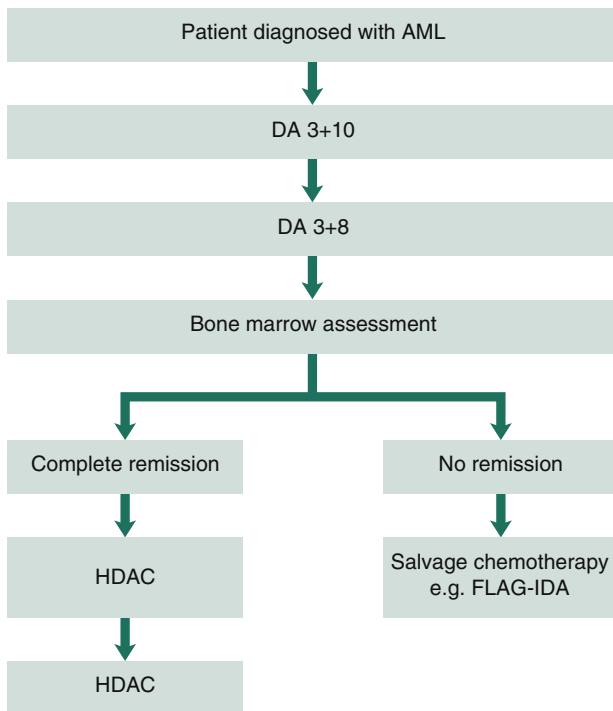 Patient diagnosed with AML
DA 3+10
DA 3+8
Bone marrow assessment
Complete remission
No remission
HDAC
Salvage chemotherapy
e.g. FLAG-IDA
HDAC